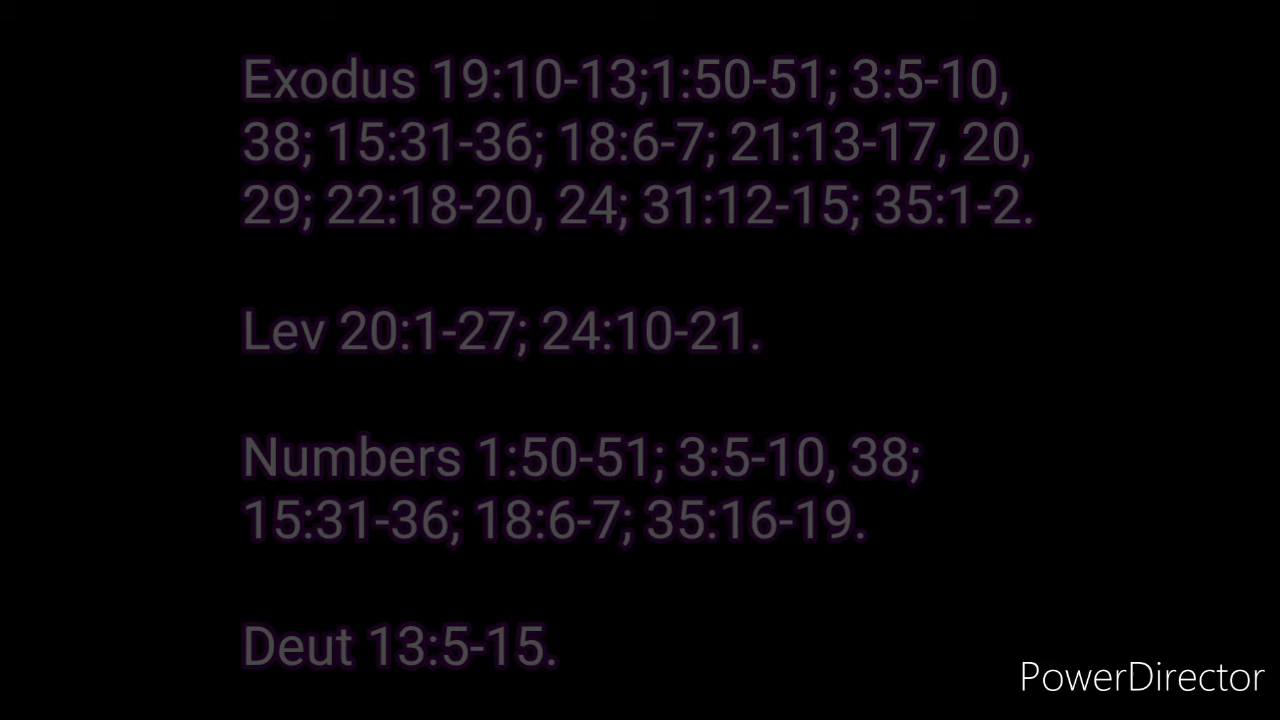 Exodus 19:10-13;1:50-51; 3:5-10,
38; 15:31-36; 18:6-7; 21:13-17, 20,
29; 22:18-20, 24; 31:12-15; 35:1-2.
Lev 20:1-27; 24:10-21.
Numbers 1:50-51; 3:5-10, 38;
15:31-36; 18:6-7; 35:16-19.
Deut 13:5-15.
PowerDirector